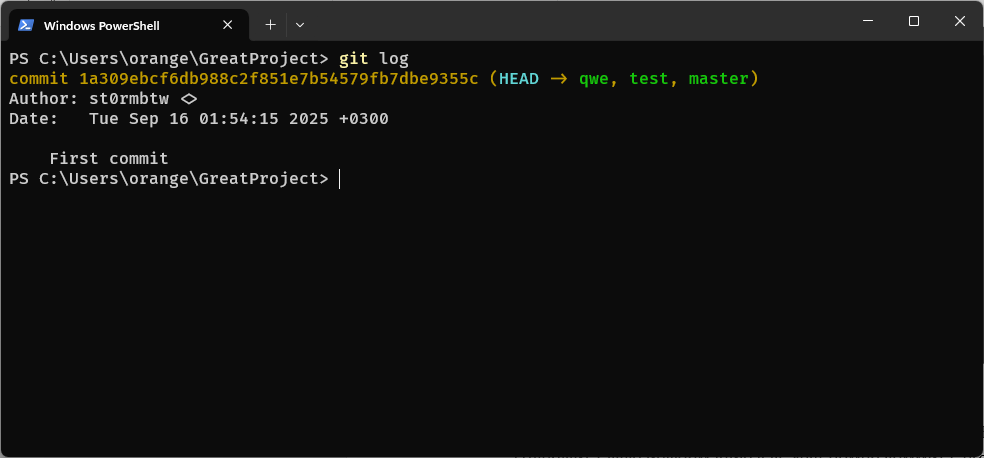 Windows PowerShell
PS C:\Users\orange\GreatProject> git log
commit 1a309ebcf6db988c2f851e7b54579fb7dbe9355c (HEAD -> qwe, test, master)
Author: st0rmbtw <>
Date:   Tue Sep 16 01:54:15 2025 +0300

    First commit
PS C:\Users\orange\GreatProject>